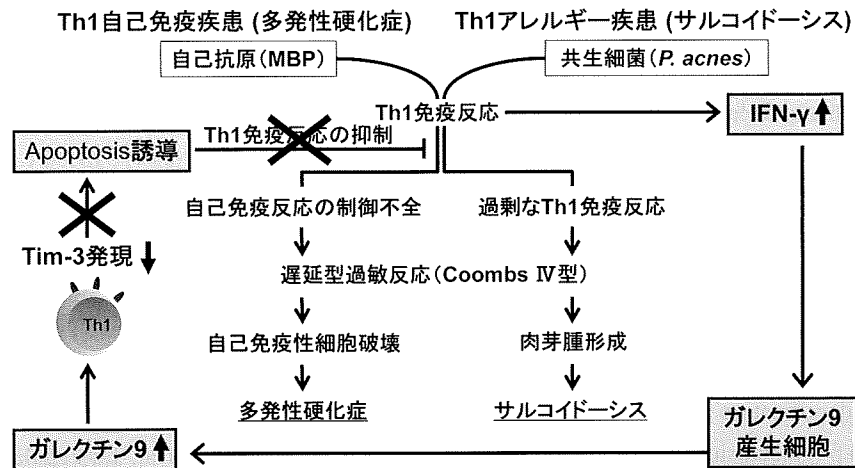 Th1自己免疫疾患 (多発性硬化症)
Th1アレルギー疾患 (サルコイドーシス)
自己抗原(MBP)
共生細菌(P. acnes)
Th1免疫反応
IFN-γ
Th1免疫反応の抑制
Apoptosis誘導
自己免疫反応の制御不全
過剰なTh1免疫反応
Tim-3発現
遅延型過敏反応(Coombs Ⅳ型)
Th1
自己免疫性細胞破壊
肉芽腫形成
多発性硬化症
サルコイドーシス
ガレクチン9
産生細胞
ガレクチン9